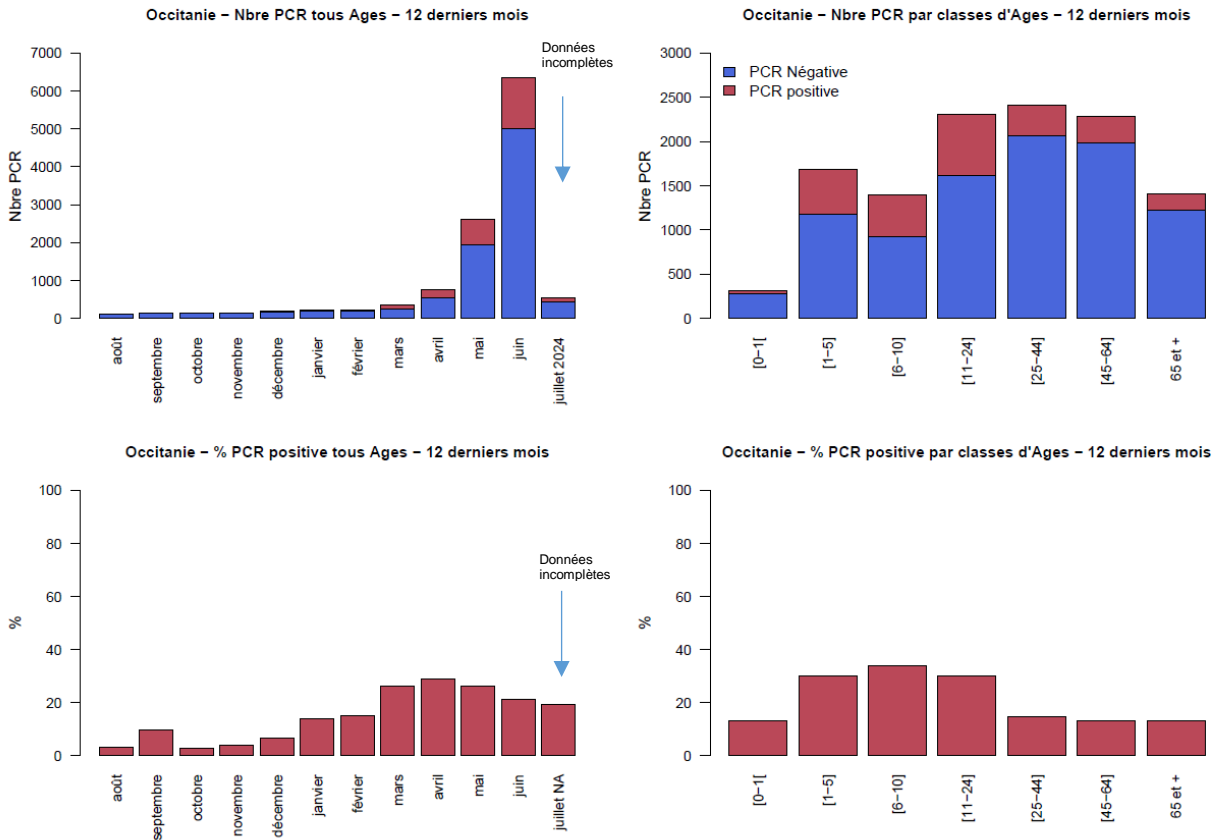 Occitanie − Nbre PCR tous Ages − 12 derniers mois
Nbre PCR
7000
6000
5000
4000
3000
2000
1000
0
Données
incomplètes
août
septembre
octobre
novembre
décembre
janvier
février
mars
avril
mai
juin
juillet 2024
Occitanie − Nbre PCR par classes d'Ages − 12 derniers mois
Nbre PCR
3000
2500
2000
1500
1000
500
0
PCR Négative
PCR positive
[0−1[
[1−5]
[6−10]
[11−24]
[25−44]
[45−64]
65 et +
Occitanie − % PCR positive tous Ages − 12 derniers mois
%
100
80
60
40
20
0
Données
incomplètes
août
septembre
octobre
novembre
décembre
janvier
février
mars
avril
mai
juin
juillet NA
Occitanie − % PCR positive par classes d'Ages − 12 derniers mois
%
100
80
60
40
20
0
[0−1[
[1−5]
[6−10]
[11−24]
[25−44]
[45−64]
65 et +